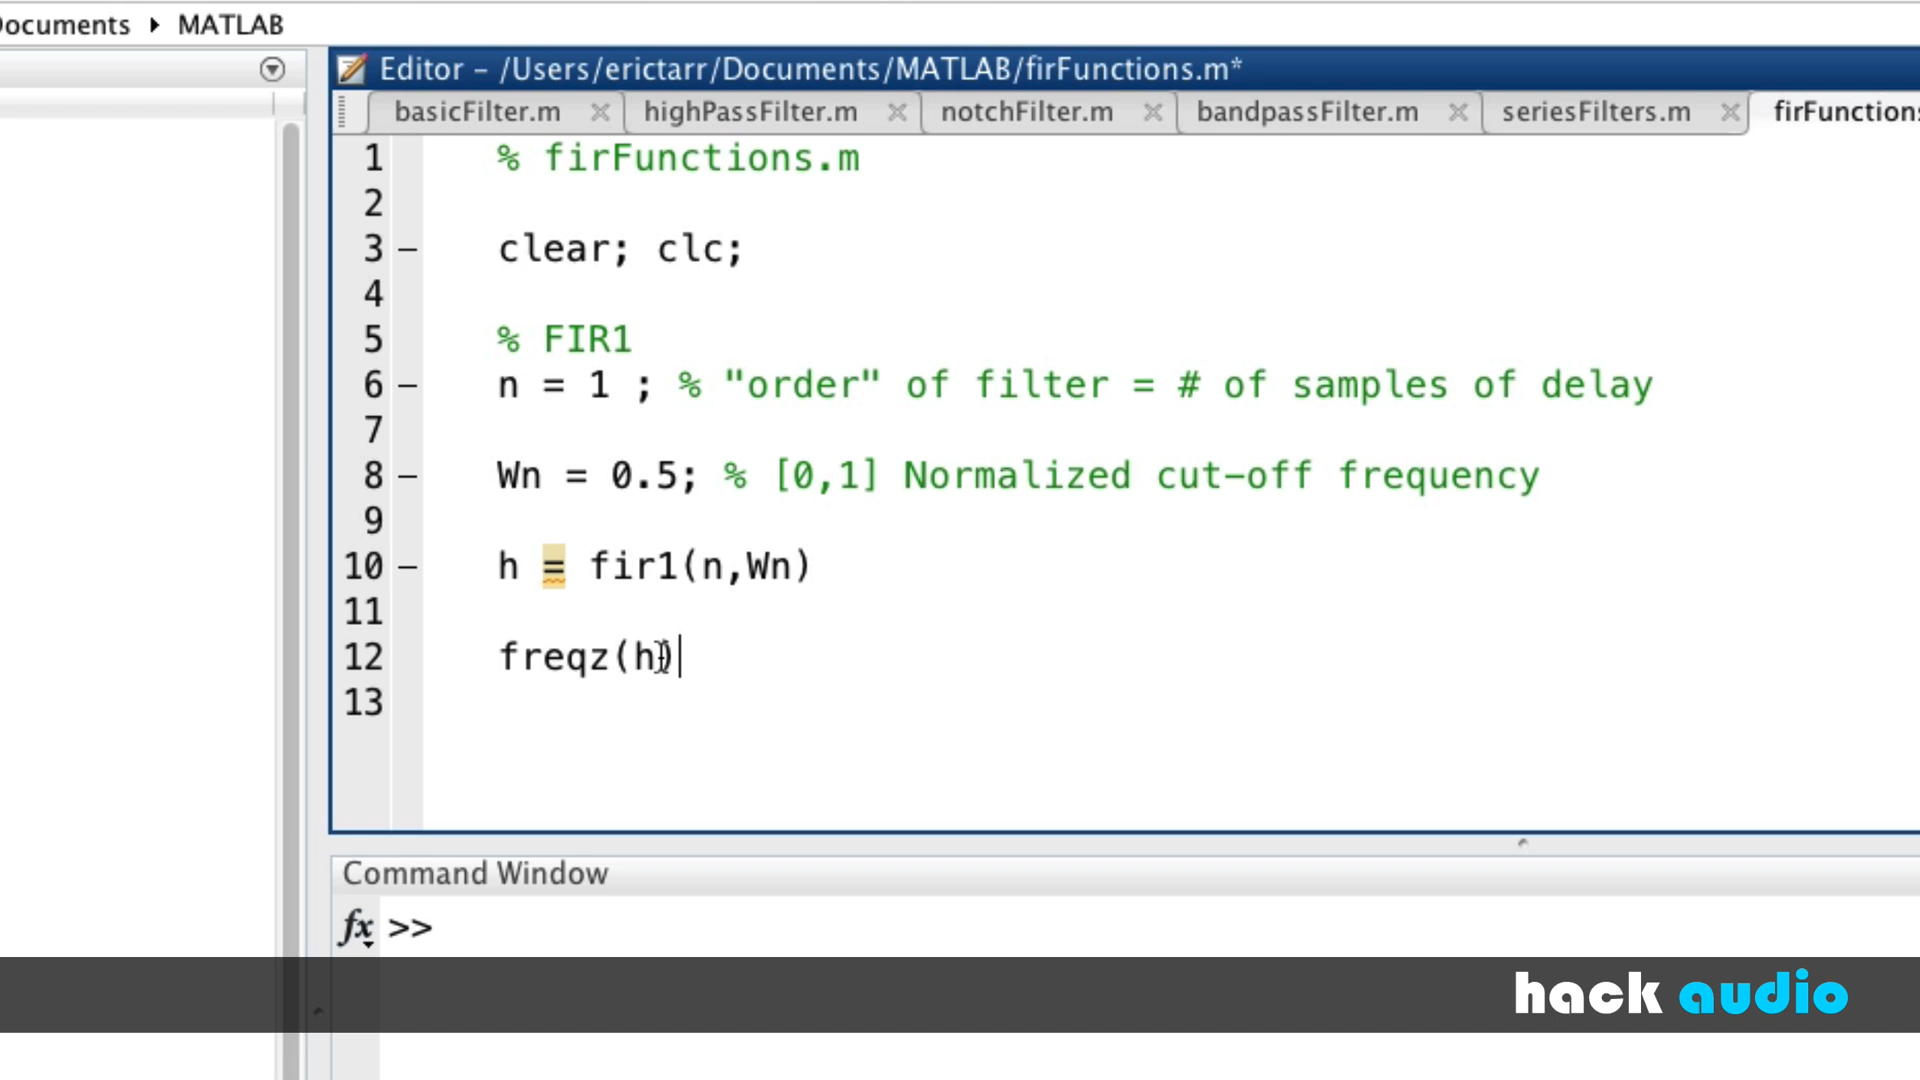 Documents ▸ MATLAB
Editor – /Users/erictarr/Documents/MATLAB/firFunctions.m*
basicFilter.m × highPassFilter.m × notchFilter.m × bandpassFilter.m × seriesFilters.m × firFunctions
1 % firFunctions.m
2
3 – clear; clc;
4
5 % FIR1
6 – n = 1 ; % "order" of filter = # of samples of delay
7
8 – Wn = 0.5; % [0,1] Normalized cut-off frequency
9
10 – h = fir1(n,Wn)
11
12 freqz(h)
13
Command Window
fx >>
hack audio